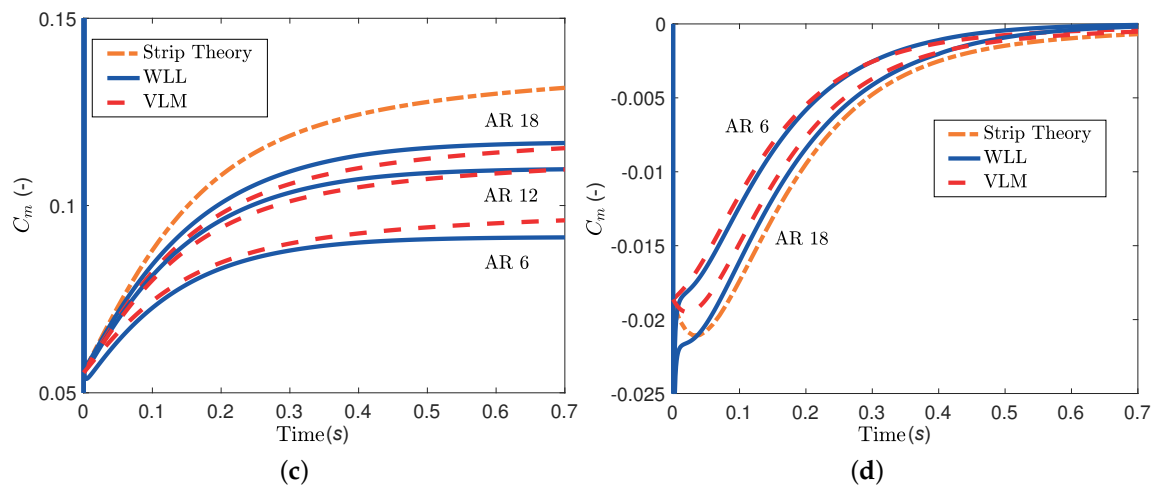 0.15
0.1
0.05
C_m (-)
Strip Theory
WLL
VLM
AR 18
AR 12
AR 6
0 0.1 0.2 0.3 0.4 0.5 0.6 0.7
Time(s)
(c)
0
-0.005
-0.01
-0.015
-0.02
-0.025
C_m (-)
AR 6
Strip Theory
WLL
VLM
AR 18
0 0.1 0.2 0.3 0.4 0.5 0.6 0.7
Time(s)
(d)